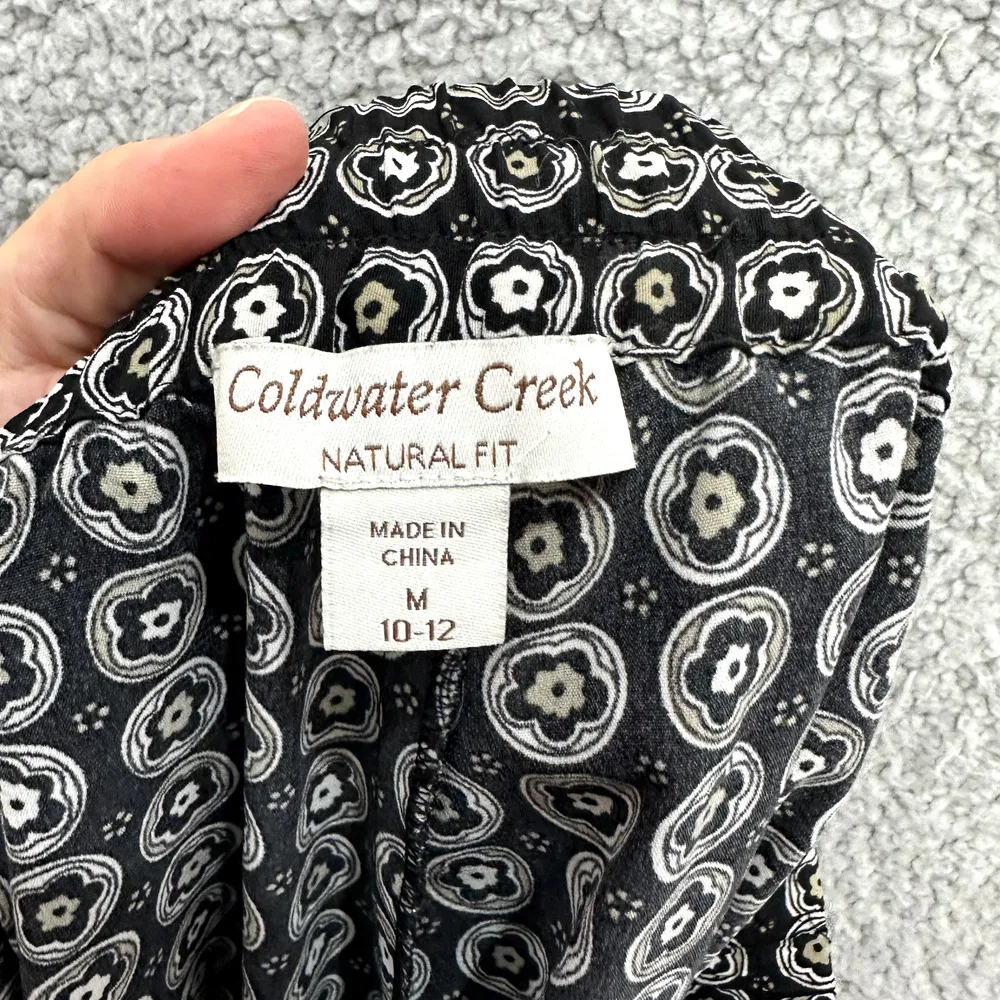 Coldwater Creek
NATURAL FIT
MADE IN
CHINA
M
10-12